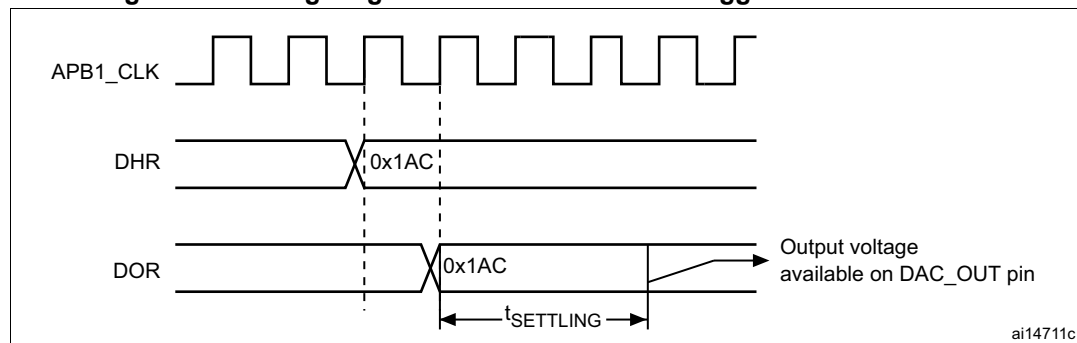 APB1_CLK
DHR
0x1AC
DOR
0x1AC
Output voltage
available on DAC_OUT pin
tSETTLING
ai14711c